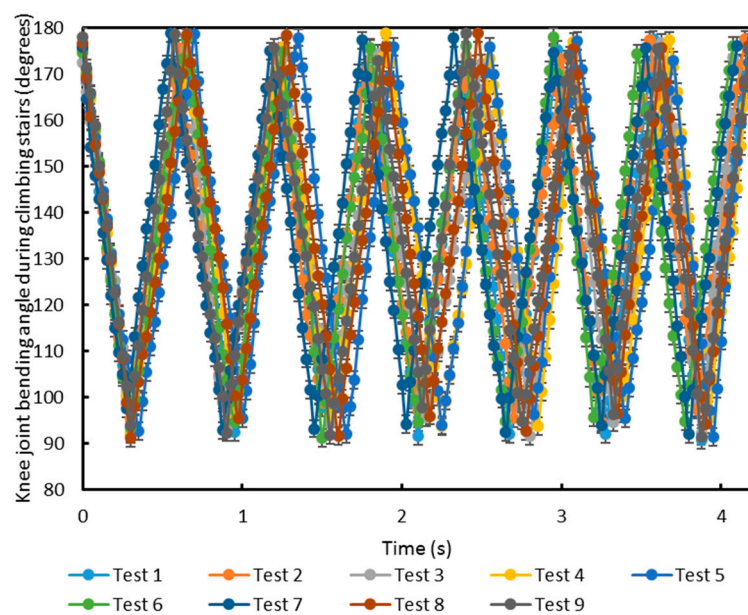 Knee joint bending angle during climbing stairs (degrees)
180
170
160
150
140
130
120
110
100
90
80
0 1 2 3 4
Time (s)
Test 1 Test 2 Test 3 Test 4 Test 5
Test 6 Test 7 Test 8 Test 9